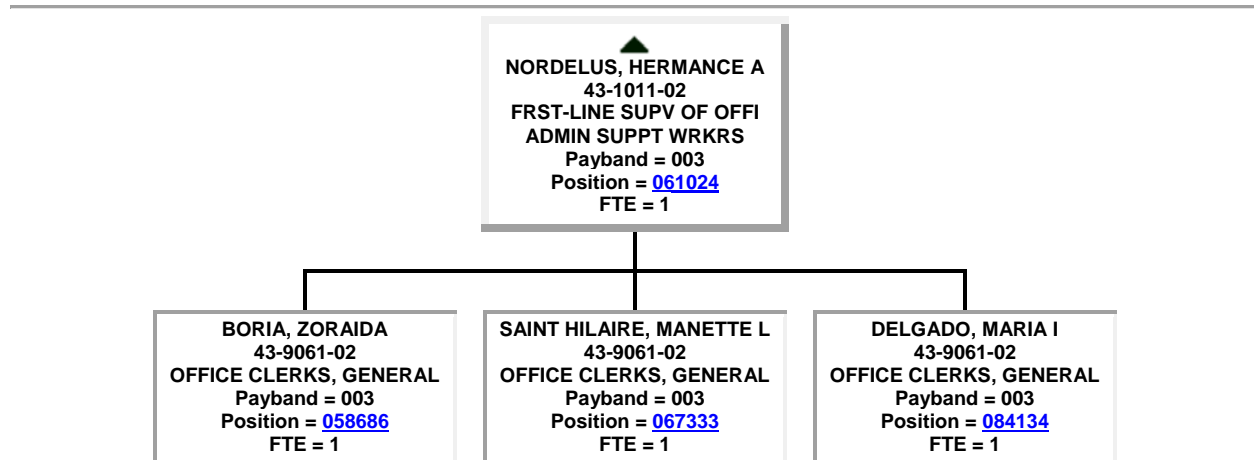 NORDELUS, HERMANCE A
43-1011-02
FRST-LINE SUPV OF OFFI
ADMIN SUPPT WRKRS
Payband = 003
Position = 061024
FTE = 1
BORIA, ZORAIDA
43-9061-02
OFFICE CLERKS, GENERAL
Payband = 003
Position = 058686
FTE = 1
SAINT HILAIRE, MANETTE L
43-9061-02
OFFICE CLERKS, GENERAL
Payband = 003
Position = 067333
FTE = 1
DELGADO, MARIA I
43-9061-02
OFFICE CLERKS, GENERAL
Payband = 003
Position = 084134
FTE = 1